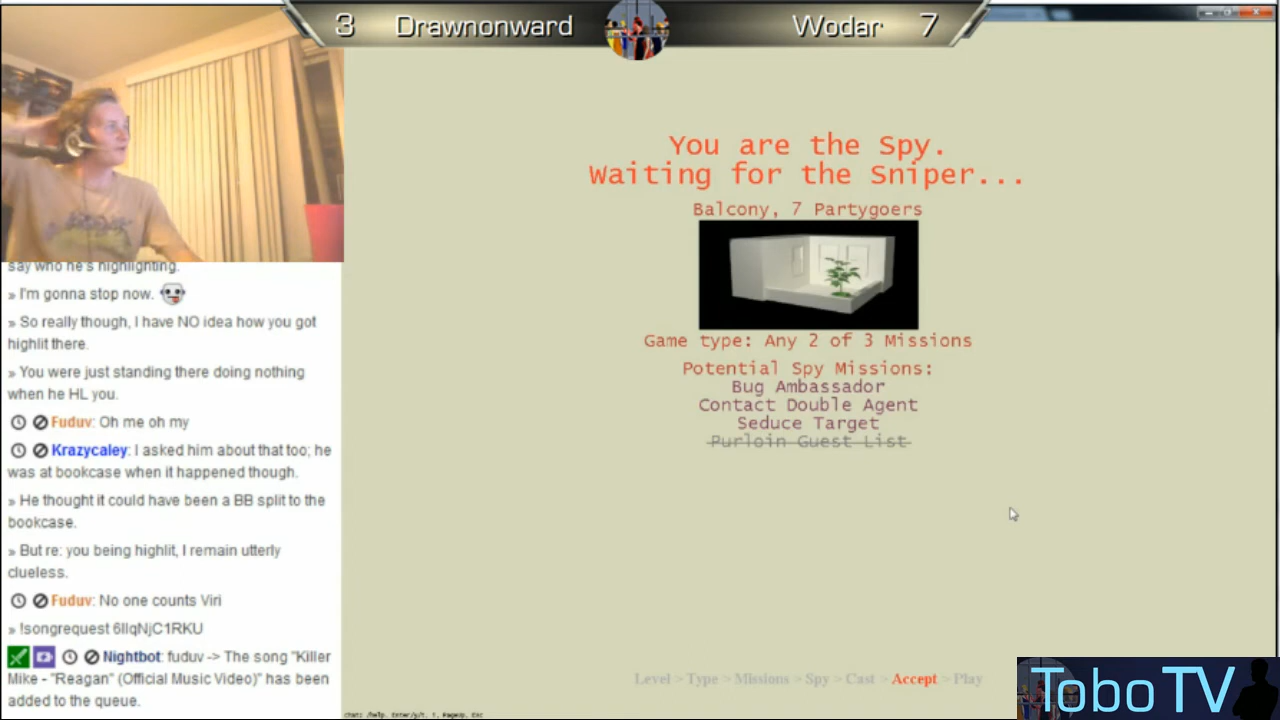 3 Drawnonward Wodar 7
say who he's highlighting.
» I'm gonna stop now.
» So really though, I have NO idea how you got
highlit there.
» You were just standing there doing nothing
when he HL you.
Fuduv: Oh me oh my
Krazycaley: I asked him about that too; he
was at bookcase when it happened though.
» He thought it could have been a BB split to the
bookcase.
» But re: you being highlit, I remain utterly
clueless.
Fuduv: No one counts Viri
» !songrequest 6lIqNjC1RKU
Nightbot: fuduv -> The song "Killer
Mike - "Reagan" (Official Music Video)" has been
added to the queue.
You are the Spy.
Waiting for the Sniper...
Balcony, 7 Partygoers
Game type: Any 2 of 3 Missions
Potential Spy Missions:
Bug Ambassador
Contact Double Agent
Seduce Target
Purloin Guest List
Level > Type > Missions > Spy > Cast > Accept > Play
chat: /help, Enter/y/t, 1, PageUp, Esc
ToboTV